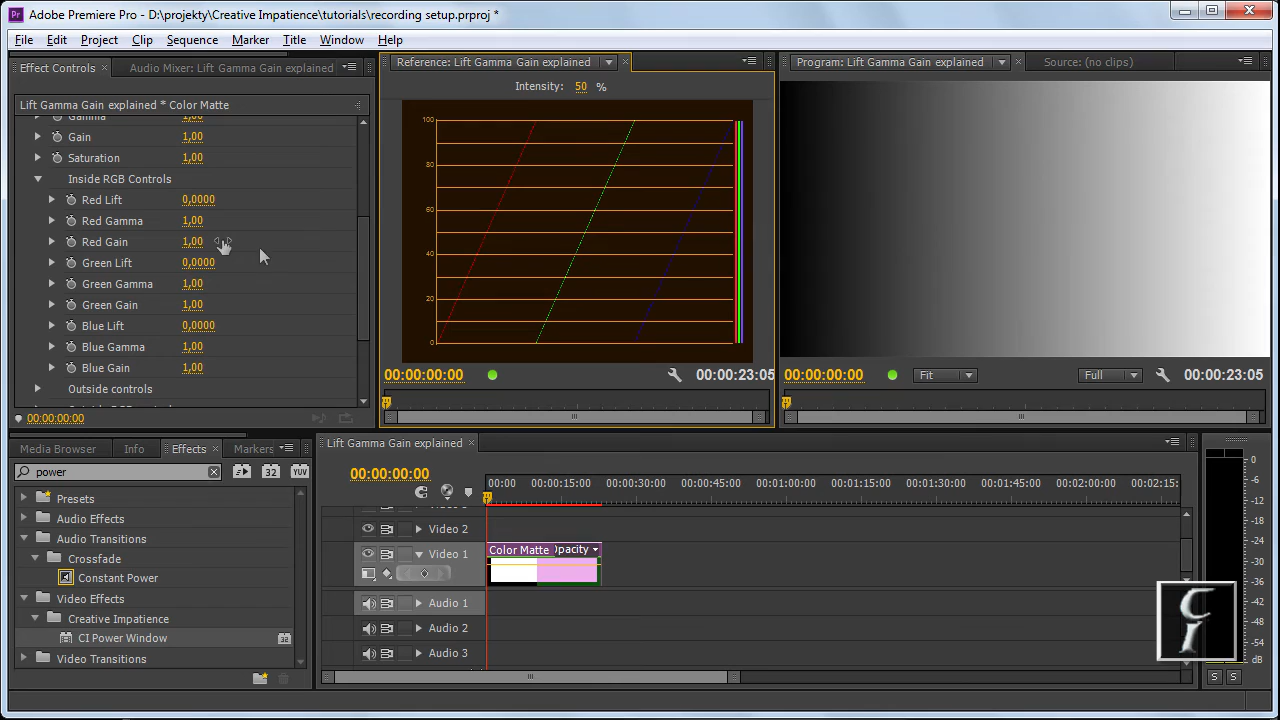 Adobe Premiere Pro - D:\projekty\Creative Impatience\tutorials\recording setup.prproj *
File Edit Project Clip Sequence Marker Title Window Help
Effect Controls × Audio Mixer: Lift Gamma Gain explained
Reference: Lift Gamma Gain explained ×
Program: Lift Gamma Gain explained × Source: (no clips)
Intensity: 50 %
Lift Gamma Gain explained * Color Matte
Gamma 1,00
Gain 1,00
Saturation 1,00
Inside RGB Controls
Red Lift 0,0000
Red Gamma 1,00
Red Gain 1,00
Green Lift 0,0000
Green Gamma 1,00
Green Gain 1,00
Blue Lift 0,0000
Blue Gamma 1,00
Blue Gain 1,00
Outside controls
00:00:00:00
100
80
60
40
20
0
00:00:00:00 00:00:23:05
00:00:00:00 Fit Full 00:00:23:05
Media Browser Info Effects × Markers
power
32 YUV
Presets
Audio Effects
Audio Transitions
Crossfade
Constant Power
Video Effects
Creative Impatience
CI Power Window 32
Video Transitions
Lift Gamma Gain explained ×
00:00:00:00
00:00 00:00:15:00 00:00:30:00 00:00:45:00 00:01:00:00 00:01:15:00 00:01:30:00 00:01:45:00 00:02:00:00 00:02:15:
Video 2
Video 1
Color Matte )pacity
Audio 1
Audio 2
Audio 3
0
-6
-12
-18
-24
-30
-36
-42
-48
-54
dB
S S